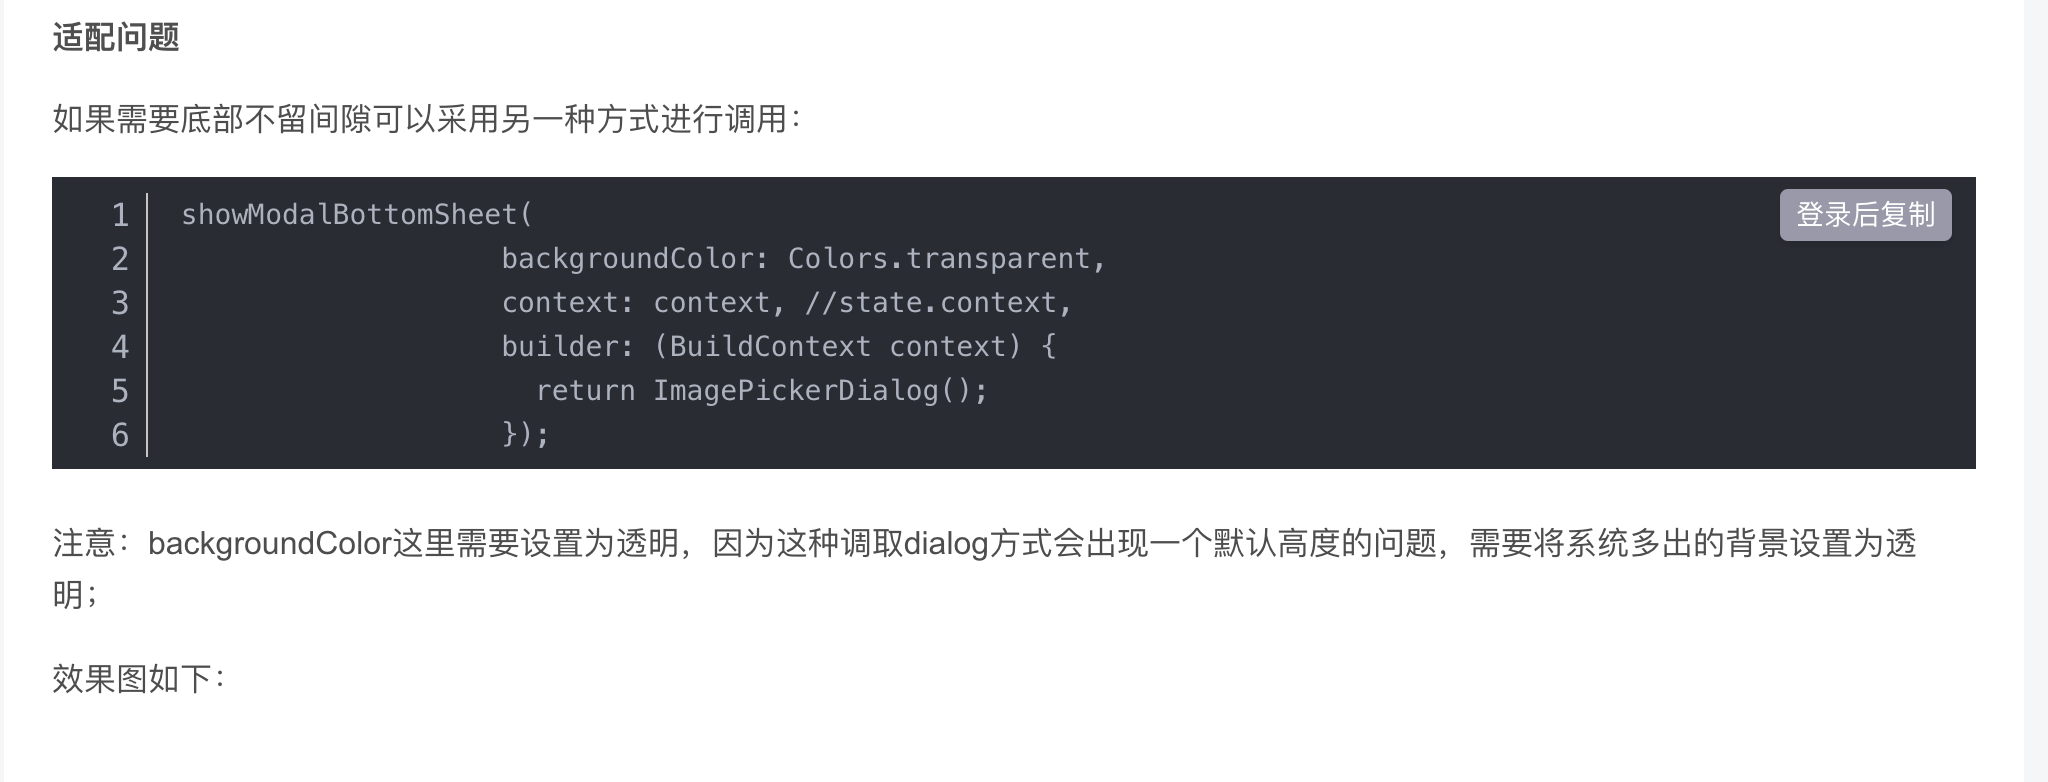 适配问题
如果需要底部不留间隙可以采用另一种方式进行调用：
登录后复制
1 showModalBottomSheet(
2                    backgroundColor: Colors.transparent,
3                    context: context, //state.context,
4                    builder: (BuildContext context) {
5                      return ImagePickerDialog();
6                    });
注意：backgroundColor这里需要设置为透明，因为这种调取dialog方式会出现一个默认高度的问题，需要将系统多出的背景设置为透
明；
效果图如下：